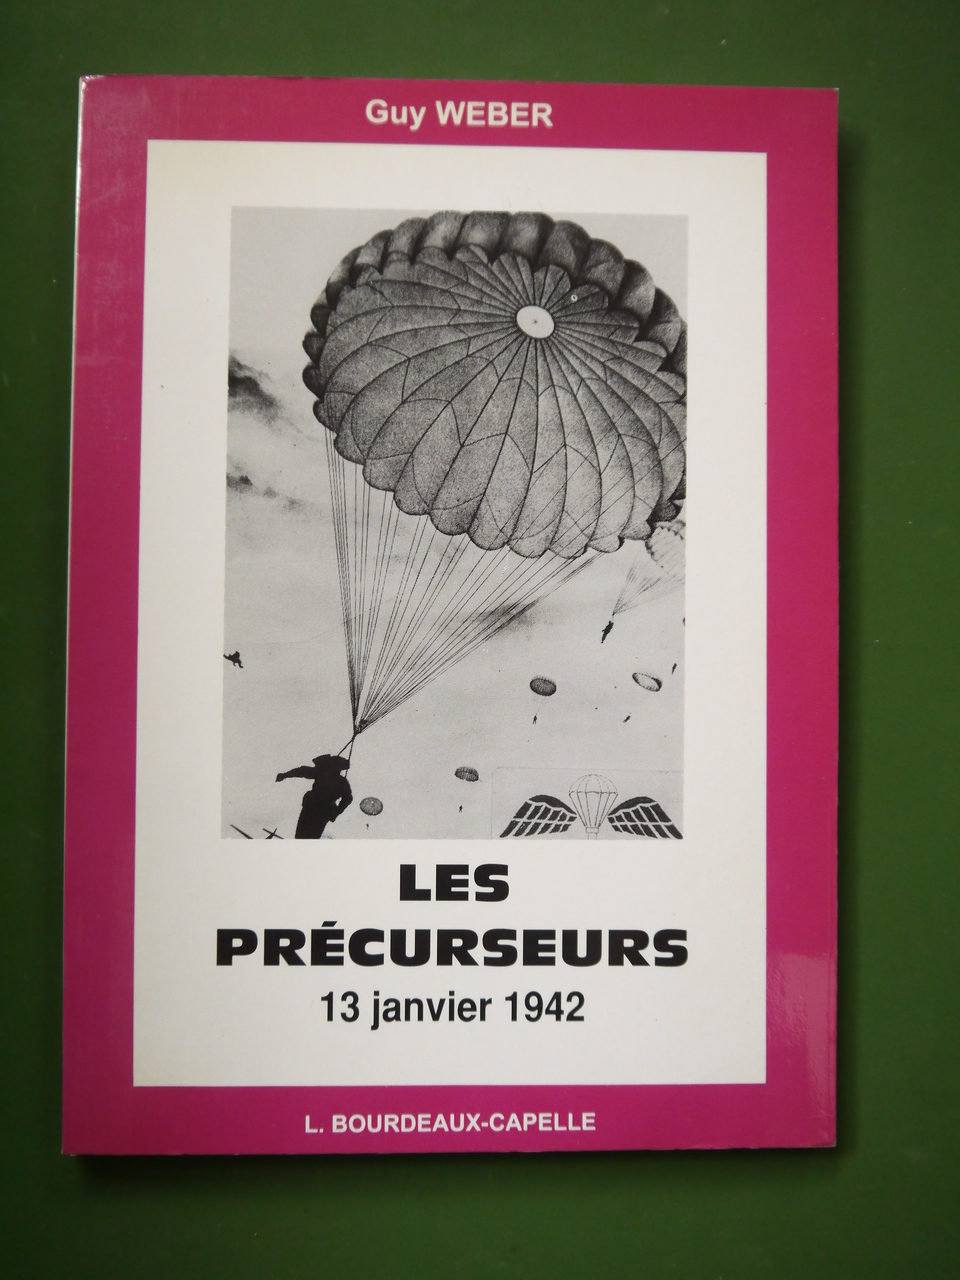 Guy WEBER
LES
PRÉCURSEURS
13 janvier 1942
L. BOURDEAUX-CAPELLE